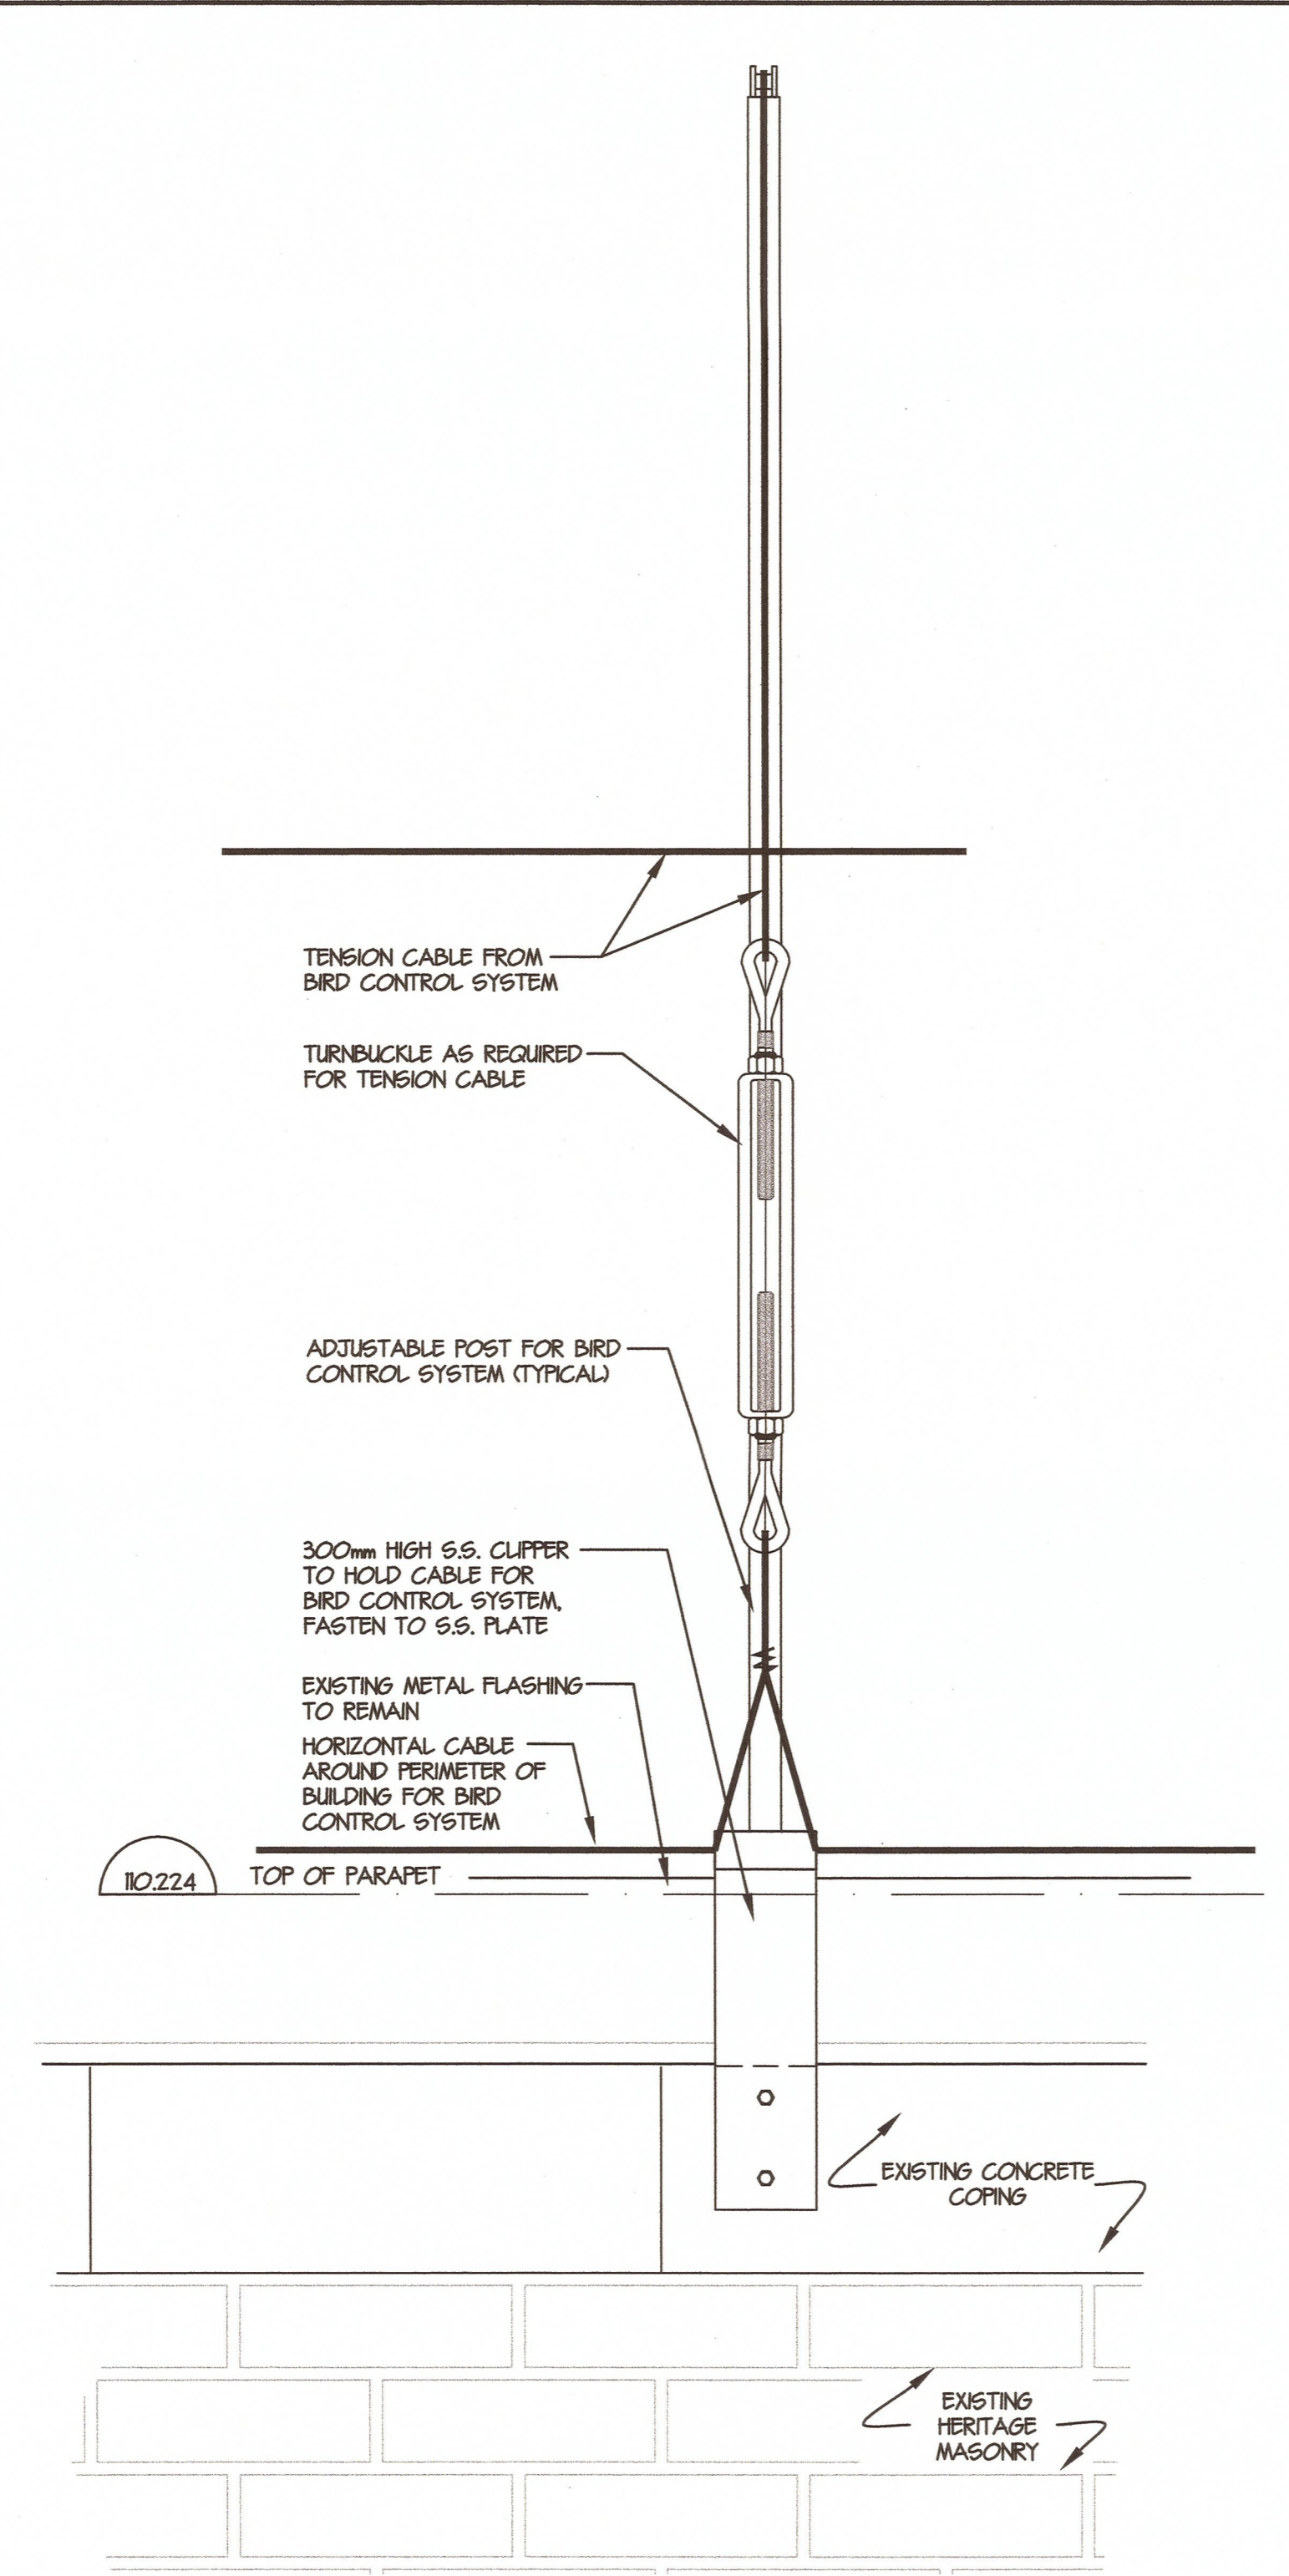 TENSION CABLE FROM
BIRD CONTROL SYSTEM
TURNBUCKLE AS REQUIRED
FOR TENSION CABLE
ADJUSTABLE POST FOR BIRD
CONTROL SYSTEM (TYPICAL)
300mm HIGH S.S. CLIPPER
TO HOLD CABLE FOR
BIRD CONTROL SYSTEM,
FASTEN TO S.S. PLATE
EXISTING METAL FLASHING
TO REMAIN
HORIZONTAL CABLE
AROUND PERIMETER OF
BUILDING FOR BIRD
CONTROL SYSTEM
110.224 TOP OF PARAPET
EXISTING CONCRETE
COPING
EXISTING
HERITAGE
MASONRY